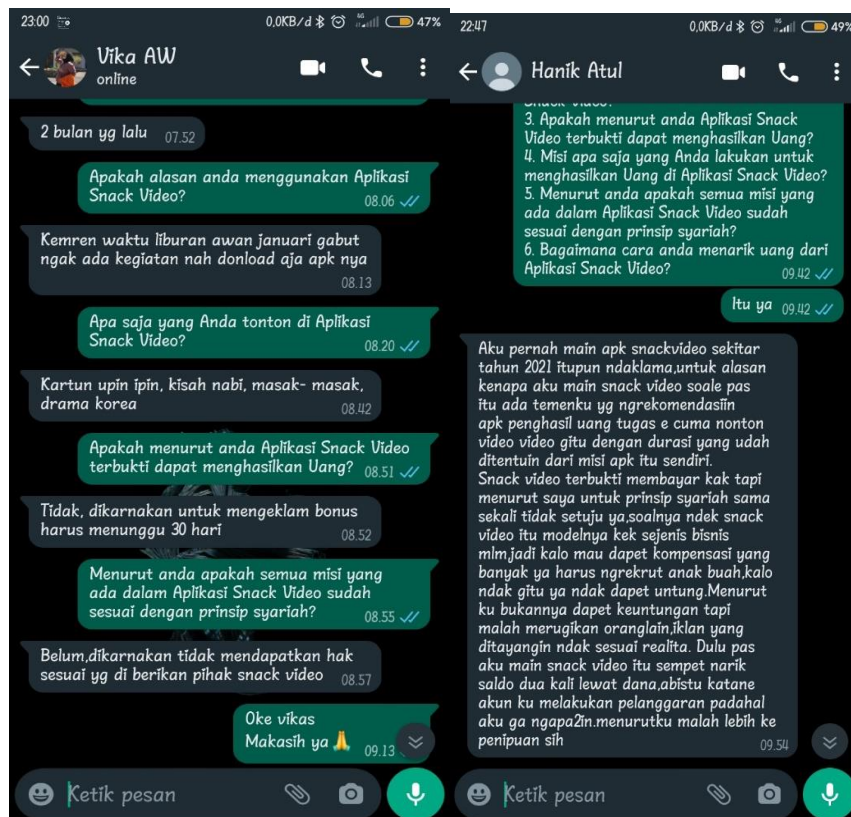 23:00
0,0KB/d
47%
Vika AW
online
2 bulan yg lalu 07.52
Apakah alasan anda menggunakan Aplikasi
Snack Video? 08.06
Kemren waktu liburan awan januari gabut
ngak ada kegiatan nah donload aja apk nya
08.13
Apa saja yang Anda tonton di Aplikasi
Snack Video? 08.20
Kartun upin ipin, kisah nabi, masak- masak,
drama korea 08.42
Apakah menurut anda Aplikasi Snack Video
terbukti dapat menghasilkan Uang? 08.51
Tidak, dikarnakan untuk mengeklam bonus
harus menunggu 30 hari 08.52
Menurut anda apakah semua misi yang
ada dalam Aplikasi Snack Video sudah
sesuai dengan prinsip syariah? 08.55
Belum,dikarnakan tidak mendapatkan hak
sesuai yg di berikan pihak snack video 08.57
Oke vikas
Makasih ya 🙏 09.13
Ketik pesan
22:47
0,0KB/d
49%
Hanik Atul
Snack Video?
3. Apakah menurut anda Aplikasi Snack
Video terbukti dapat menghasilkan Uang?
4. Misi apa saja yang Anda lakukan untuk
menghasilkan Uang di Aplikasi Snack Video?
5. Menurut anda apakah semua misi yang
ada dalam Aplikasi Snack Video sudah
sesuai dengan prinsip syariah?
6. Bagaimana cara anda menarik uang dari
Aplikasi Snack Video? 09.42
Itu ya 09.42
Aku pernah main apk snackvideo sekitar
tahun 2021 itupun ndaklama,untuk alasan
kenapa aku main snack video soale pas
itu ada temenku yg ngrekomendasiin
apk penghasil uang tugas e cuma nonton
video video gitu dengan durasi yang udah
ditentuin dari misi apk itu sendiri.
Snack video terbukti membayar kak tapi
menurut saya untuk prinsip syariah sama
sekali tidak setuju ya,soalnya ndek snack
video itu modelnya kek sejenis bisnis
mlm,jadi kalo mau dapet kompensasi yang
banyak ya harus ngrekrut anak buah,kalo
ndak gitu ya ndak dapet untung.Menurut
ku bukannya dapet keuntungan tapi
malah merugikan oranglain,iklan yang
ditayangin ndak sesuai realita. Dulu pas
aku main snack video itu sempet narik
saldo dua kali lewat dana,abistu katane
akun ku melakukan pelanggaran padahal
aku ga ngapa2in.menurutku malah lebih ke
penipuan sih 09.54
Ketik pesan